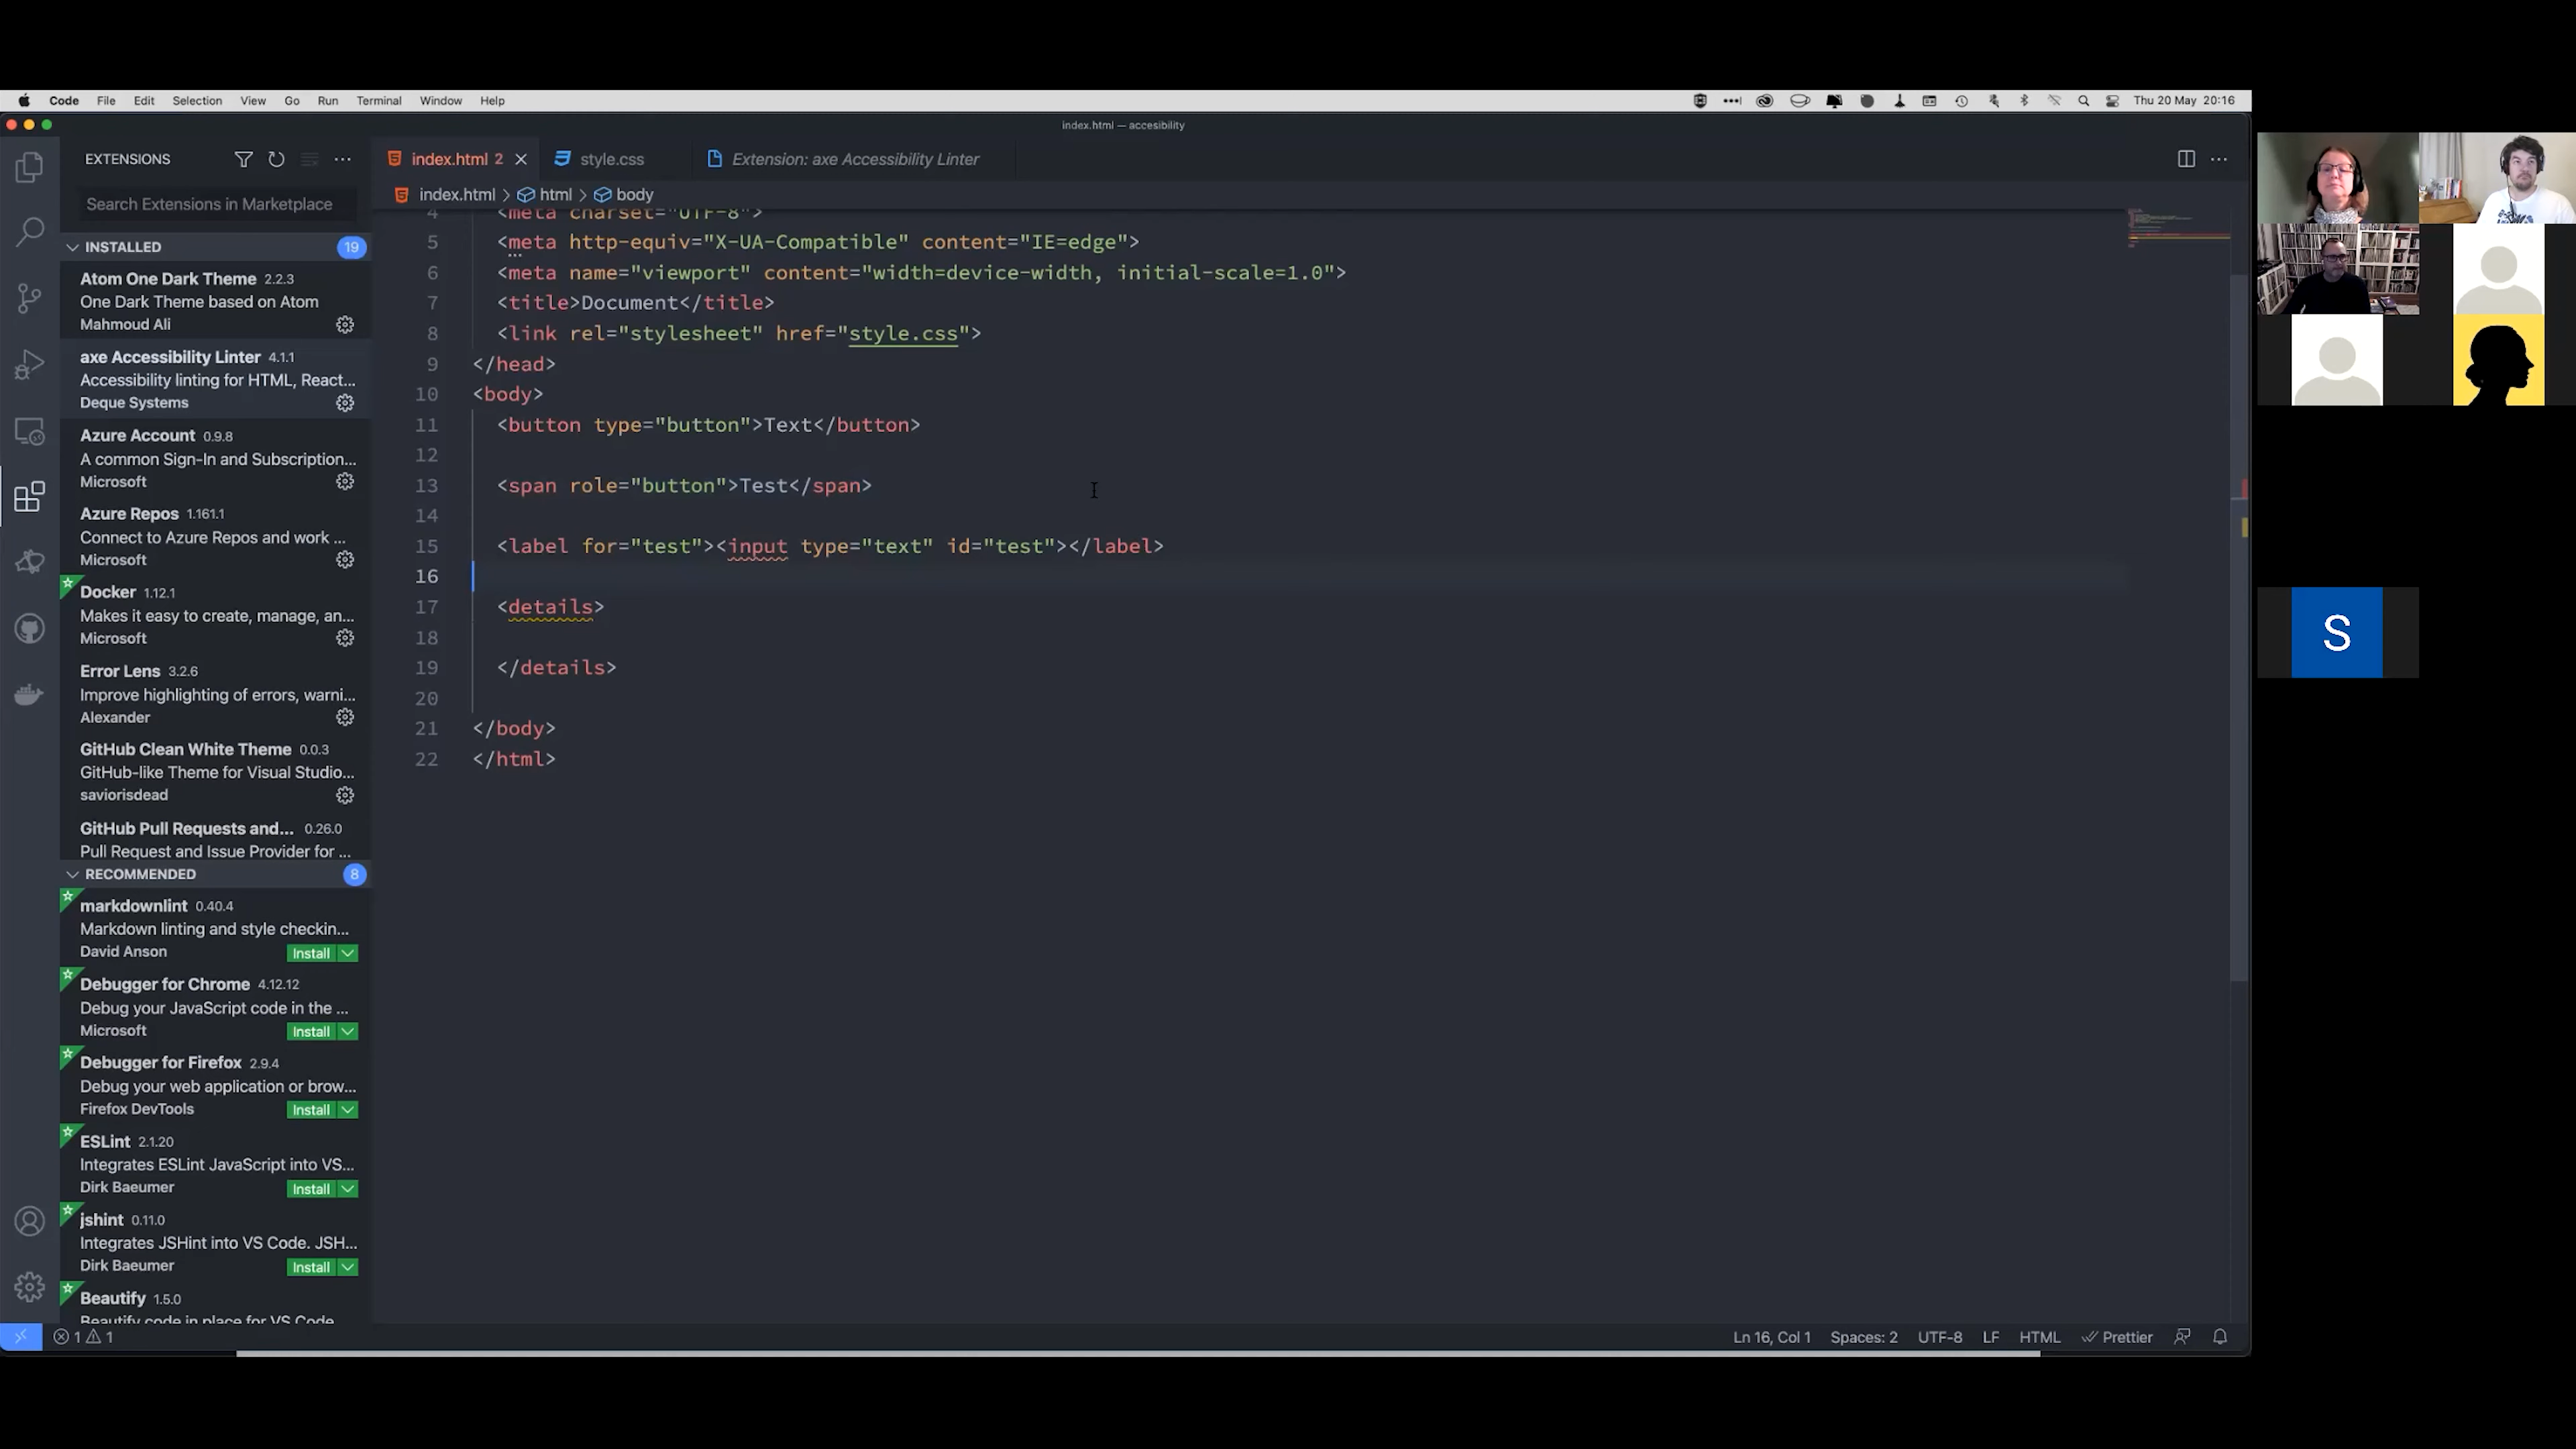 Code File Edit Selection View Go Run Terminal Window Help
Thu 20 May 20:16
index.html — accesibility
EXTENSIONS
index.html 2
style.css
Extension: axe Accessibility Linter
Search Extensions in Marketplace
index.html > html > body
INSTALLED 19
Atom One Dark Theme 2.2.3
One Dark Theme based on Atom
Mahmoud Ali
axe Accessibility Linter 4.1.1
Accessibility linting for HTML, React...
Deque Systems
Azure Account 0.9.8
A common Sign-In and Subscription...
Microsoft
Azure Repos 1.161.1
Connect to Azure Repos and work ...
Microsoft
Docker 1.12.1
Makes it easy to create, manage, an...
Microsoft
Error Lens 3.2.6
Improve highlighting of errors, warni...
Alexander
GitHub Clean White Theme 0.0.3
GitHub-like Theme for Visual Studio...
saviorisdead
GitHub Pull Requests and... 0.26.0
Pull Request and Issue Provider for ...
RECOMMENDED 8
markdownlint 0.40.4
Markdown linting and style checkin...
David Anson Install
Debugger for Chrome 4.12.12
Debug your JavaScript code in the ...
Microsoft Install
Debugger for Firefox 2.9.4
Debug your web application or brow...
Firefox DevTools Install
ESLint 2.1.20
Integrates ESLint JavaScript into VS...
Dirk Baeumer Install
jshint 0.11.0
Integrates JSHint into VS Code. JSH...
Dirk Baeumer Install
Beautify 1.5.0
Beautify code in place for VS Code
4 <meta charset="UTF-8">
5 <meta http-equiv="X-UA-Compatible" content="IE=edge">
6 <meta name="viewport" content="width=device-width, initial-scale=1.0">
7 <title>Document</title>
8 <link rel="stylesheet" href="style.css">
9 </head>
10 <body>
11 <button type="button">Text</button>
12
13 <span role="button">Test</span>
14
15 <label for="test"><input type="text" id="test"></label>
16
17 <details>
18
19 </details>
20
21 </body>
22 </html>
S
1 1
Ln 16, Col 1 Spaces: 2 UTF-8 LF HTML Prettier